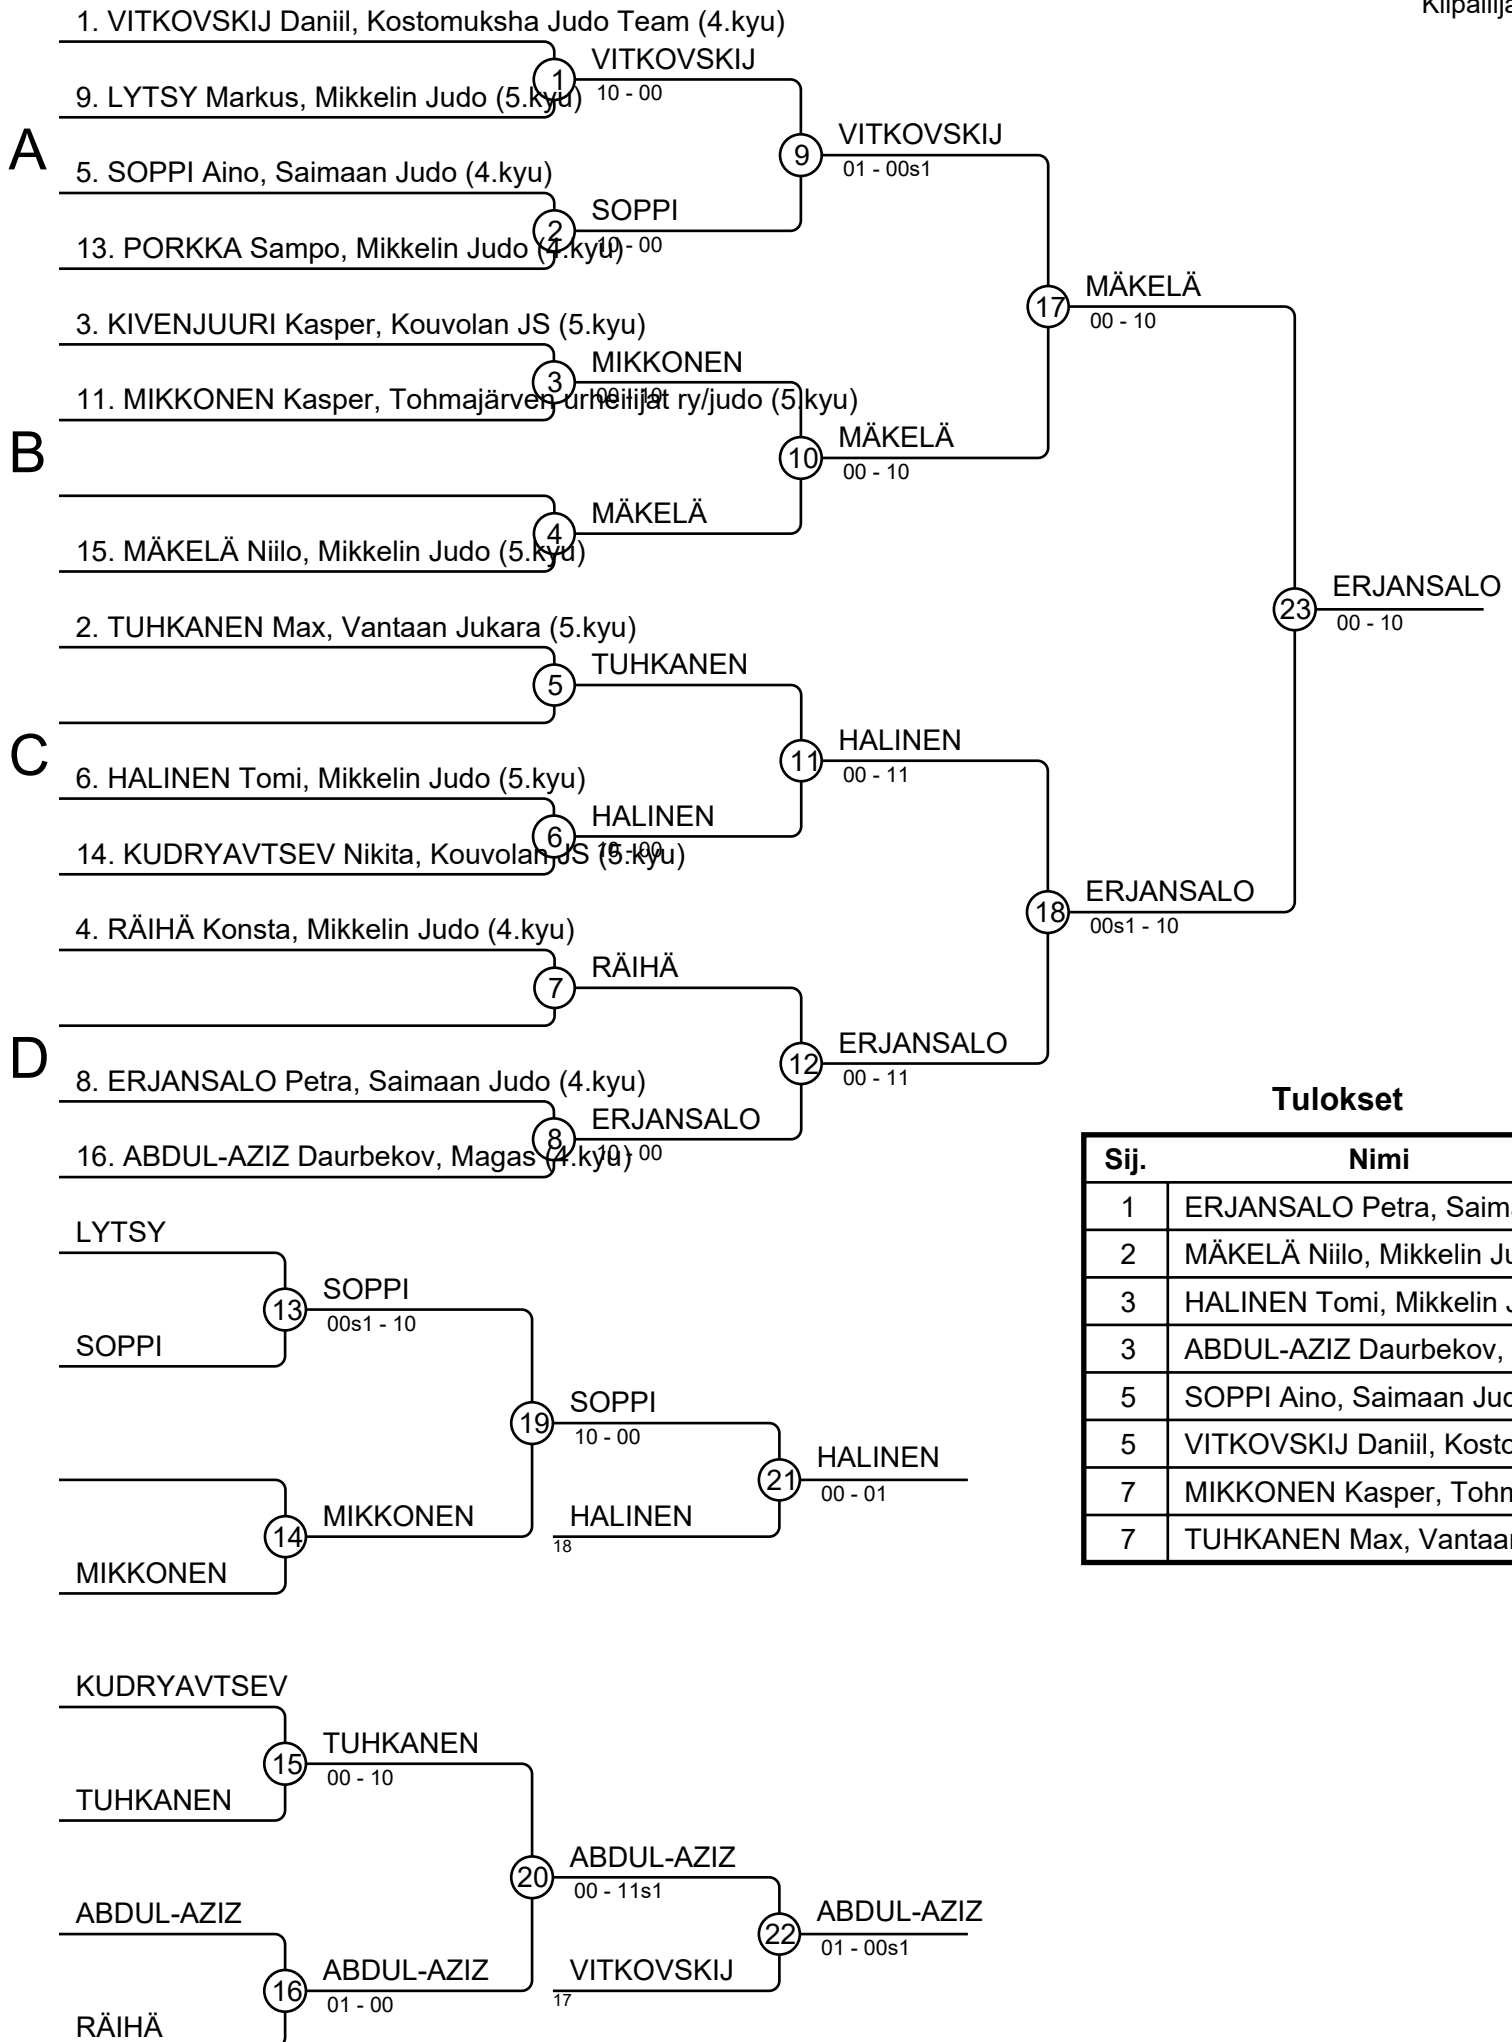 Kilpailija
1. VITKOVSKIJ Daniil, Kostomuksha Judo Team (4.kyu)
1
VITKOVSKIJ
10 - 00
9. LYTSY Markus, Mikkelin Judo (5.kyu)
A
9
VITKOVSKIJ
01 - 00s1
5. SOPPI Aino, Saimaan Judo (4.kyu)
2
SOPPI
10 - 00
13. PORKKA Sampo, Mikkelin Judo (4.kyu)
17
MÄKELÄ
00 - 10
3. KIVENJUURI Kasper, Kouvolan JS (5.kyu)
3
MIKKONEN
00 - 10
11. MIKKONEN Kasper, Tohmajärven urheilijat ry/judo (5.kyu)
B
10
MÄKELÄ
00 - 10
4
MÄKELÄ
15. MÄKELÄ Niilo, Mikkelin Judo (5.kyu)
23
ERJANSALO
00 - 10
2. TUHKANEN Max, Vantaan Jukara (5.kyu)
5
TUHKANEN
C
11
HALINEN
00 - 11
6. HALINEN Tomi, Mikkelin Judo (5.kyu)
6
HALINEN
10 - 00
14. KUDRYAVTSEV Nikita, Kouvolan JS (5.kyu)
18
ERJANSALO
00s1 - 10
4. RÄIHÄ Konsta, Mikkelin Judo (4.kyu)
7
RÄIHÄ
D
12
ERJANSALO
00 - 11
8. ERJANSALO Petra, Saimaan Judo (4.kyu)
8
ERJANSALO
10 - 00
16. ABDUL-AZIZ Daurbekov, Magas (4.kyu)
Tulokset
Sij. Nimi
1 ERJANSALO Petra, Saim
2 MÄKELÄ Niilo, Mikkelin Ju
3 HALINEN Tomi, Mikkelin J
3 ABDUL-AZIZ Daurbekov,
5 SOPPI Aino, Saimaan Jud
5 VITKOVSKIJ Daniil, Kosto
7 MIKKONEN Kasper, Tohm
7 TUHKANEN Max, Vantaan
LYTSY
13
SOPPI
00s1 - 10
SOPPI
19
SOPPI
10 - 00
21
HALINEN
00 - 01
14
MIKKONEN
HALINEN
18
MIKKONEN
KUDRYAVTSEV
15
TUHKANEN
00 - 10
TUHKANEN
20
ABDUL-AZIZ
00 - 11s1
ABDUL-AZIZ
22
ABDUL-AZIZ
01 - 00s1
16
ABDUL-AZIZ
01 - 00
VITKOVSKIJ
17
RÄIHÄ